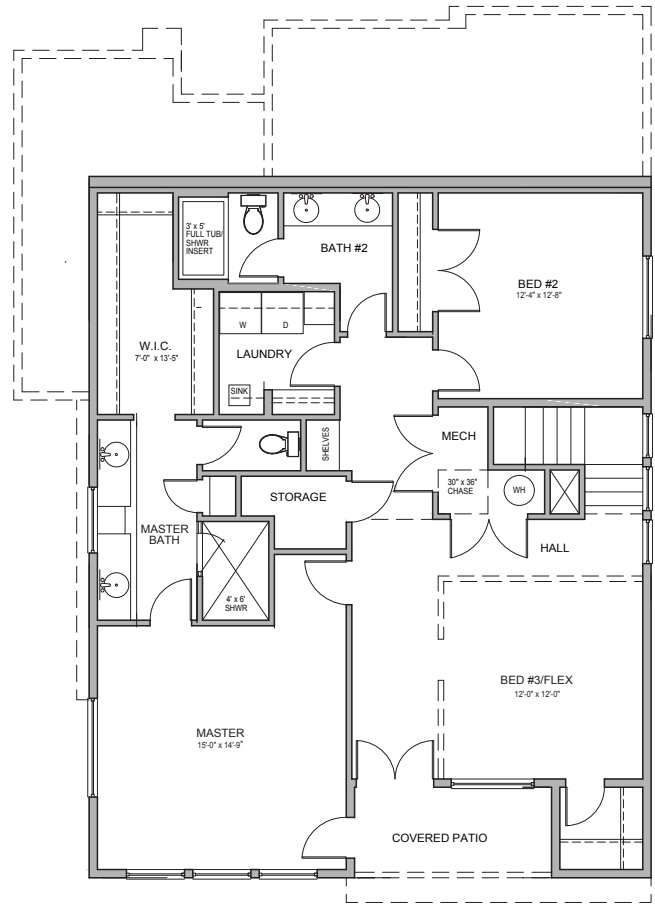 3' x 5'
FULL TUB/
SHWR
INSERT
BATH #2
BED #2
12'-4" x 12'-8"
W
D
W.I.C.
7'-0" x 13'-5"
LAUNDRY
SINK
SHELVES
MECH
STORAGE
30" x 36"
CHASE
WH
MASTER
BATH
HALL
4' x 6'
SHWR
BED #3/FLEX
12'-0" x 12'-0"
MASTER
15'-0" x 14'-9"
COVERED PATIO